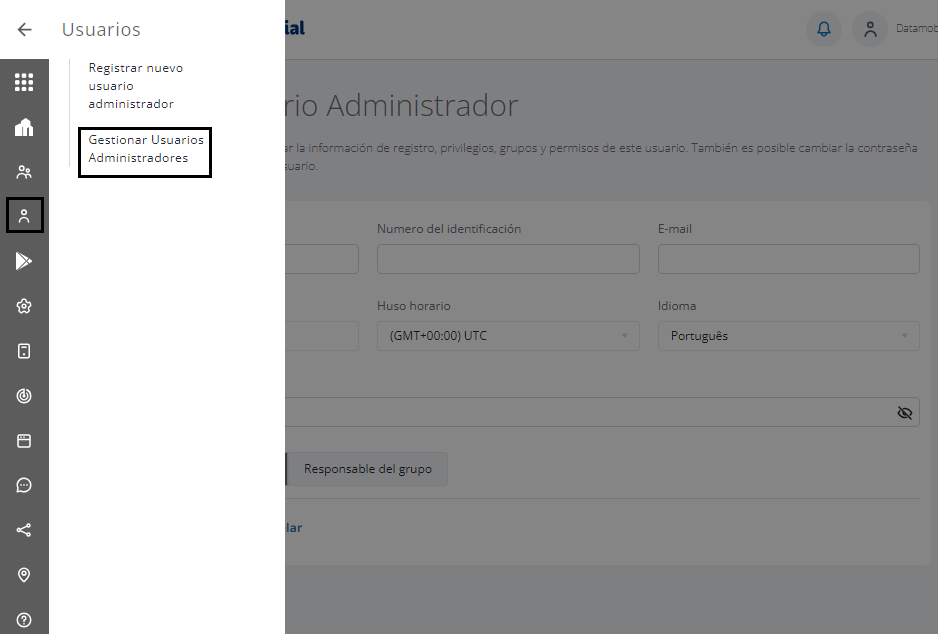 Usuarios
Registrar nuevo
usuario
administrador
Gestionar Usuarios
Administradores
ial
Datamob
rio Administrador
ar la información de registro, privilegios, grupos y permisos de este usuario. También es posible cambiar la contraseña
suario.
Numero del identificación
E-mail
Huso horario
Idioma
(GMT+00:00) UTC
Português
Responsable del grupo
lar